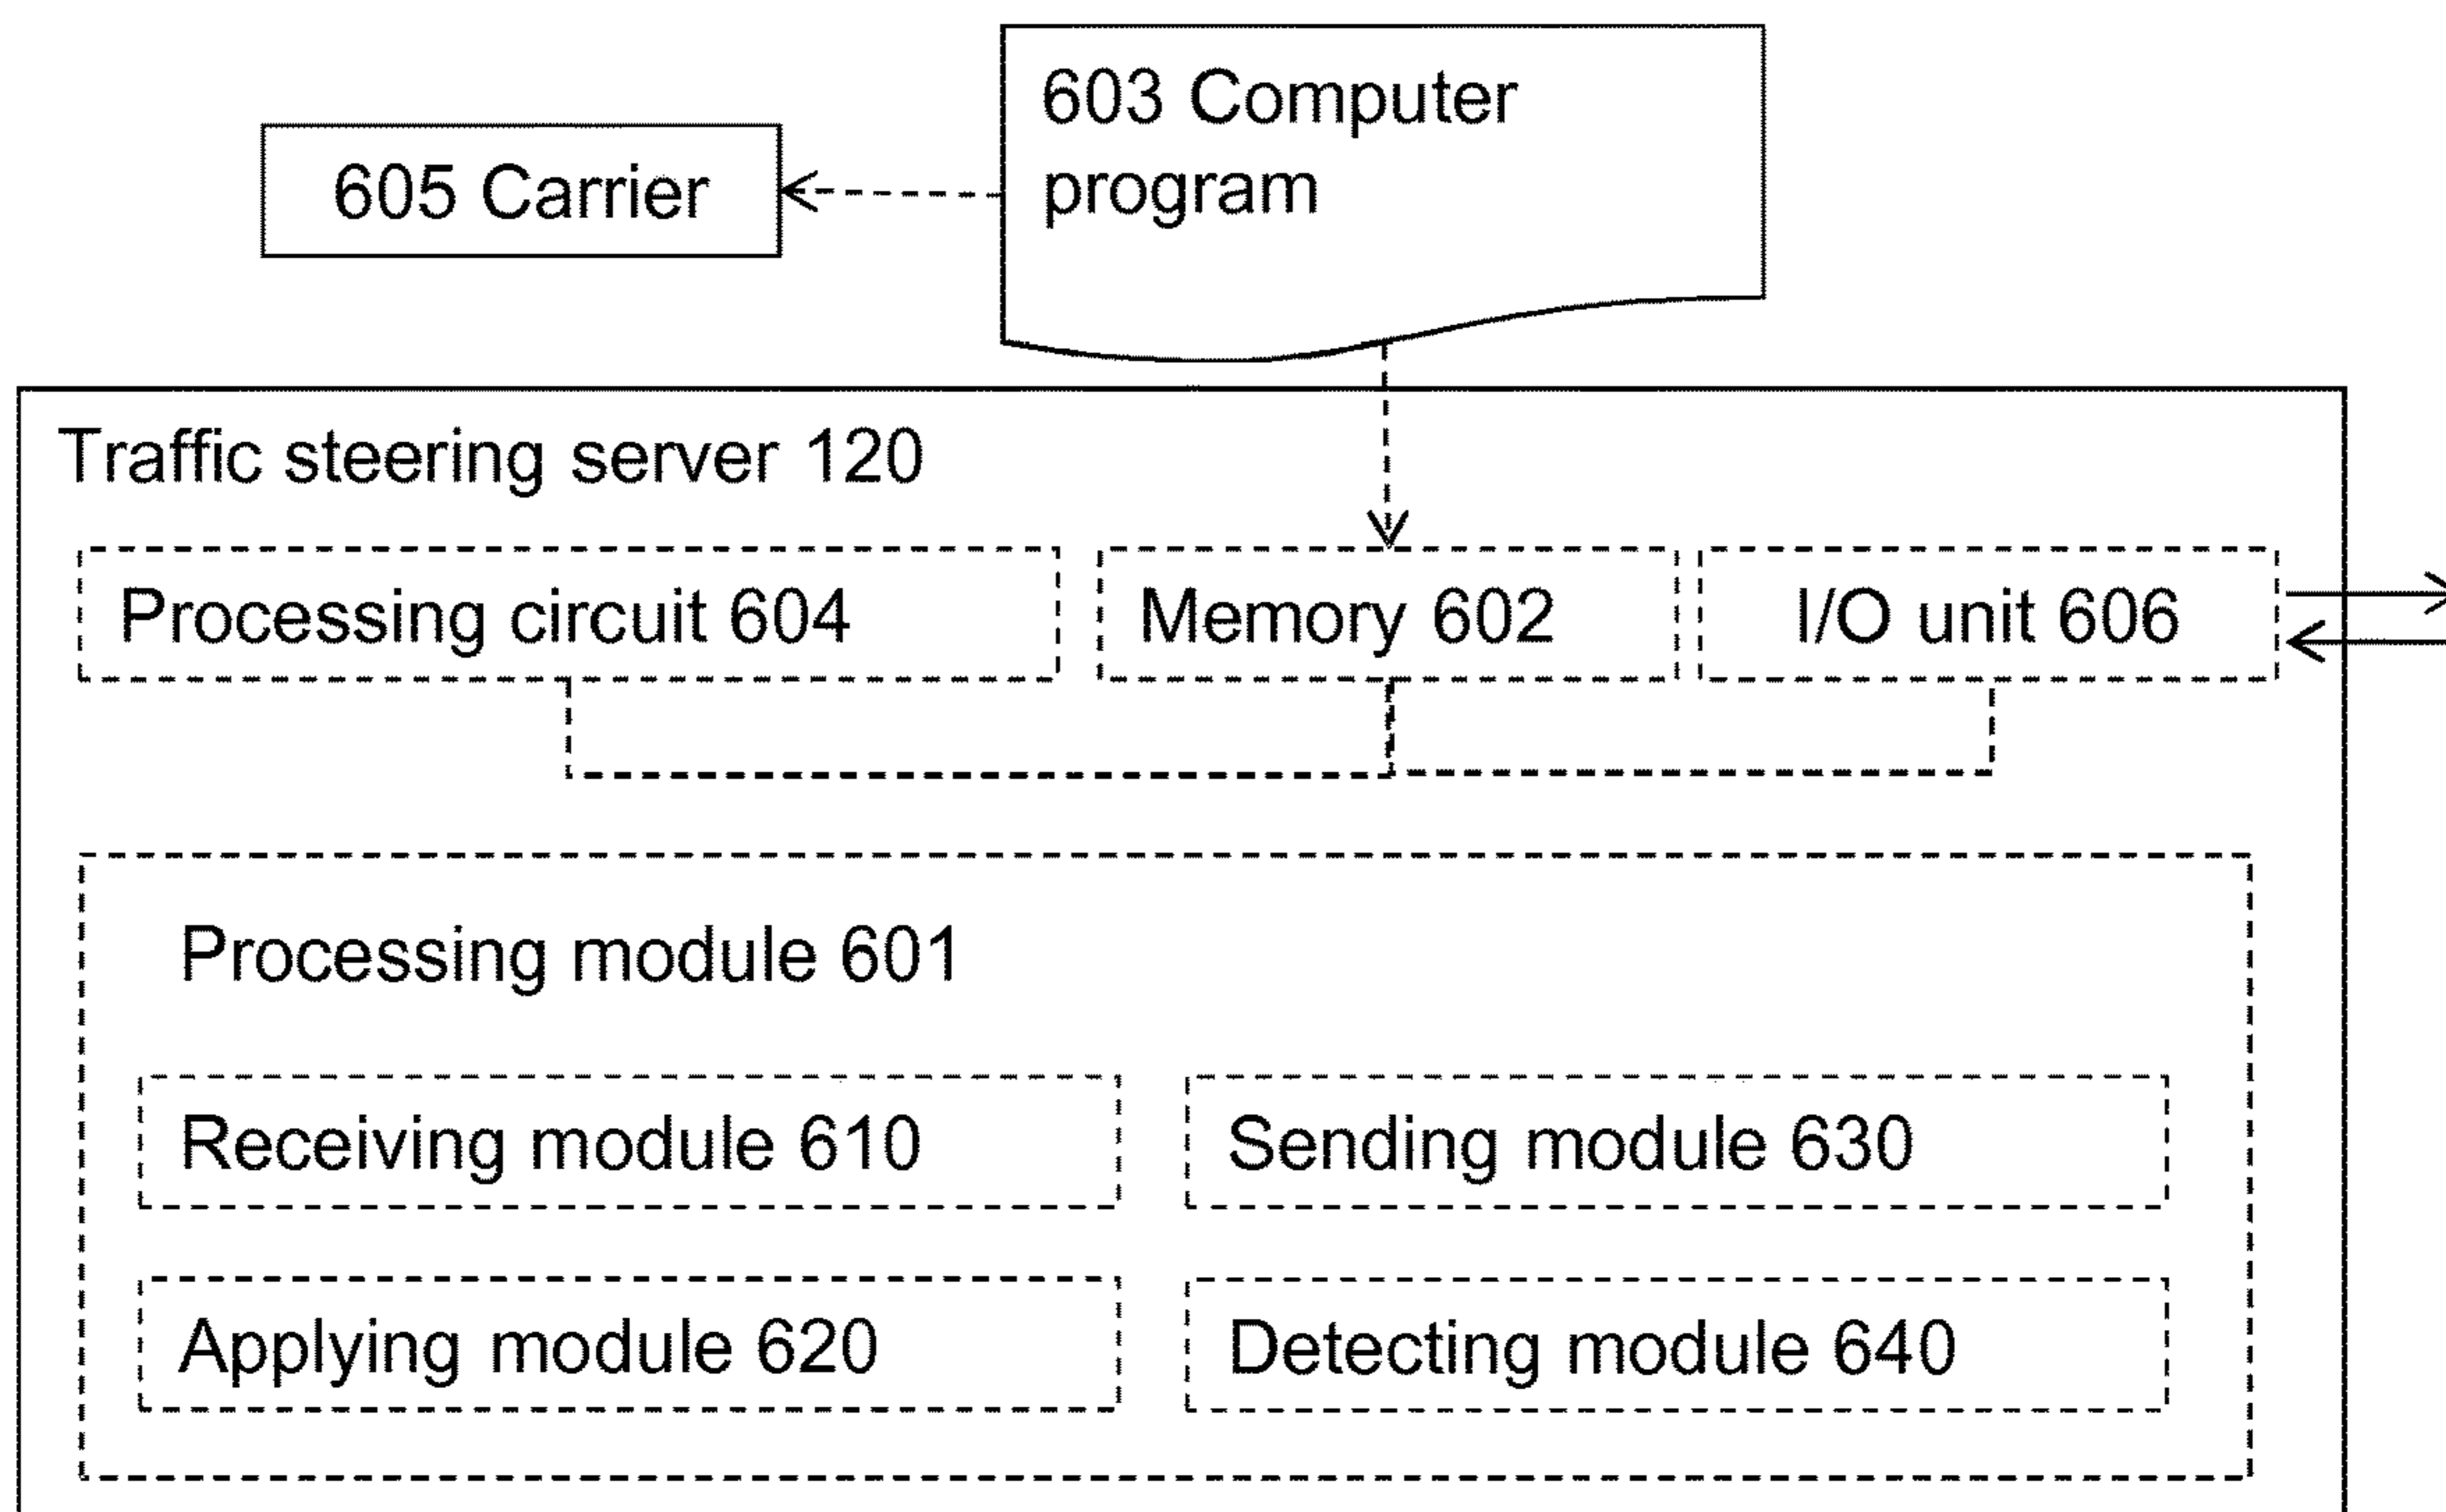 603 Computer
program
605 Carrier
Traffic steering server 120
Processing circuit 604
Memory 602
I/O unit 606
Processing module 601
Receiving module 610
Sending module 630
Applying module 620
Detecting module 640